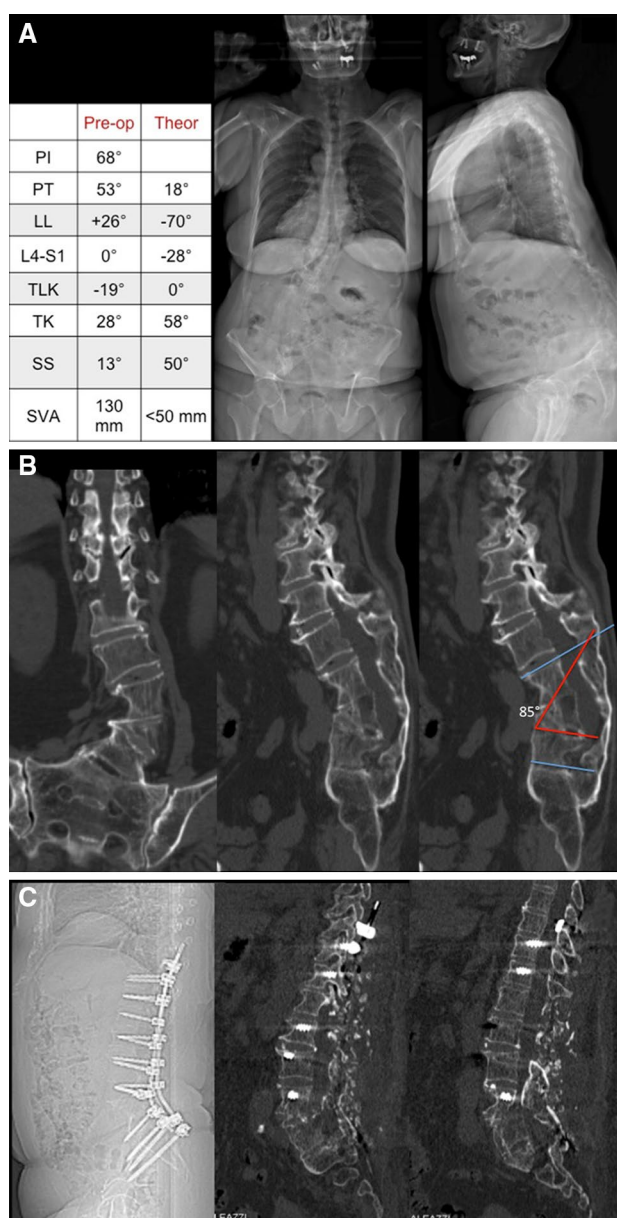 A
Pre-op Theor
PI 68°
PT 53° 18°
LL +26° -70°
L4-S1 0° -28°
TLK -19° 0°
TK 28° 58°
SS 13° 50°
SVA 130 mm <50 mm
B
85°
C